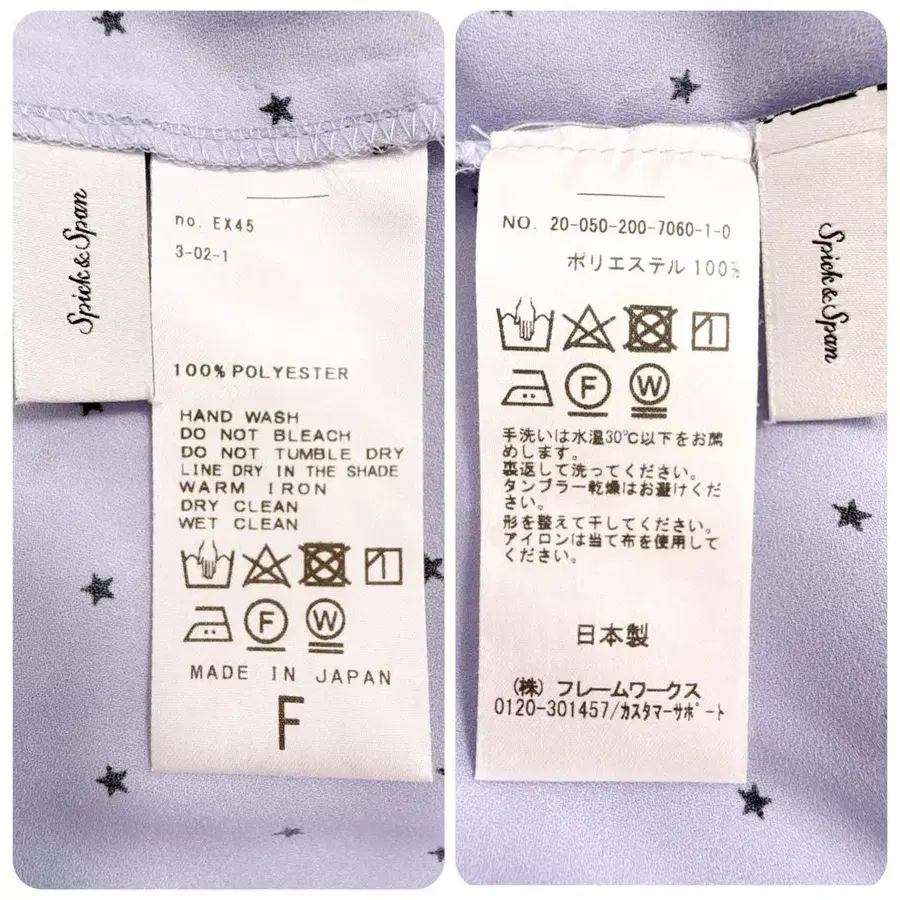 Spick&Span
no. EX45
3-02-1
100% POLYESTER
HAND WASH
DO NOT BLEACH
DO NOT TUMBLE DRY
LINE DRY IN THE SHADE
WARM IRON
DRY CLEAN
WET CLEAN
F
W
MADE IN JAPAN
F
NO. 20-050-200-7060-1-0
ポリエステル 100%
F
W
手洗いは水温30℃以下をお薦
めします。
裏返して洗ってください。
タンブラー乾燥はお避けくだ
さい。
形を整えて干してください。
アイロンは当て布を使用して
ください。
日本製
(株) フレームワークス
0120-301457/カスタマーサポート
Spick&Span